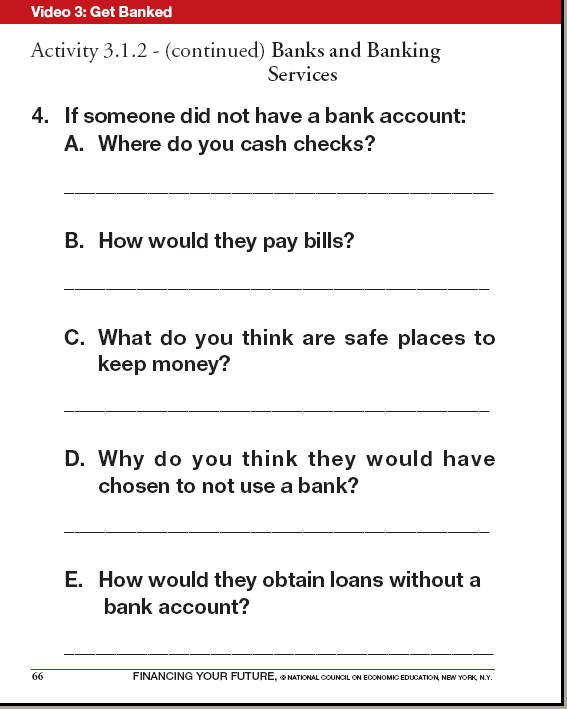 Video 3: Get Banked
Activity 3.1.2 - (continued) Banks and Banking
Services
4. If someone did not have a bank account:
A. Where do you cash checks?
B. How would they pay bills?
C. What do you think are safe places to
keep money?
D. Why do you think they would have
chosen to not use a bank?
E. How would they obtain loans without a
bank account?
66 FINANCING YOUR FUTURE, © NATIONAL COUNCIL ON ECONOMIC EDUCATION, NEW YORK, N.Y.